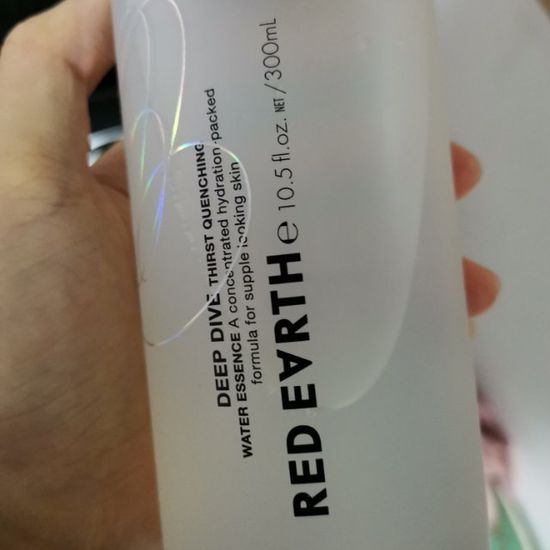 DEEP DIVE THIRST QUENCHING
WATER ESSENCE A concentrated hydration-packed
formula for supple looking skin
RED EARTH ℮ 10.5 fl.oz. NET/300mL